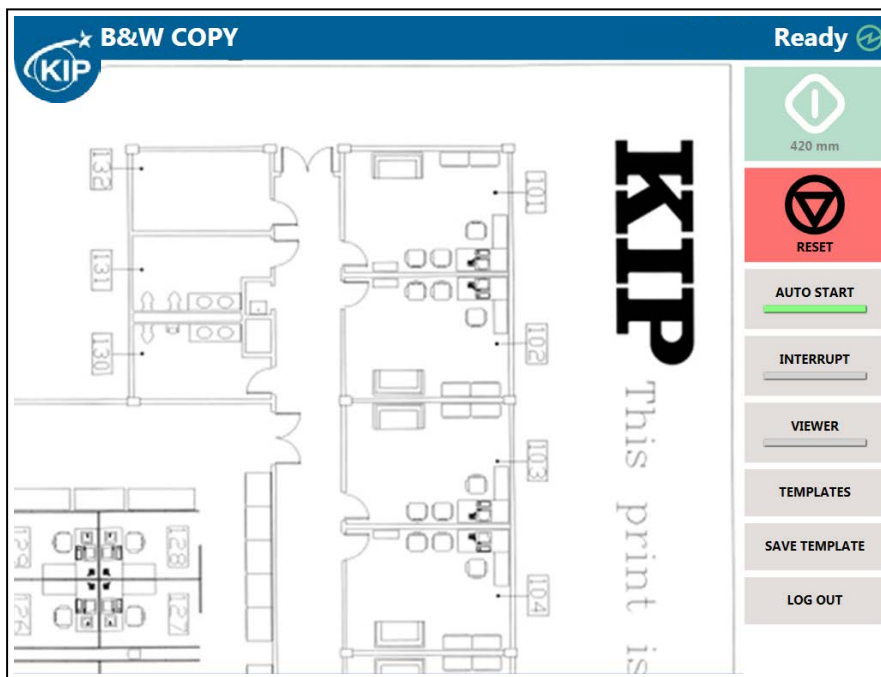 KIP
B&W COPY
Ready
420 mm
RESET
AUTO START
INTERRUPT
VIEWER
TEMPLATES
SAVE TEMPLATE
LOG OUT
KIP This print is
132
131
130
101
102
103
104
129
128
126
127